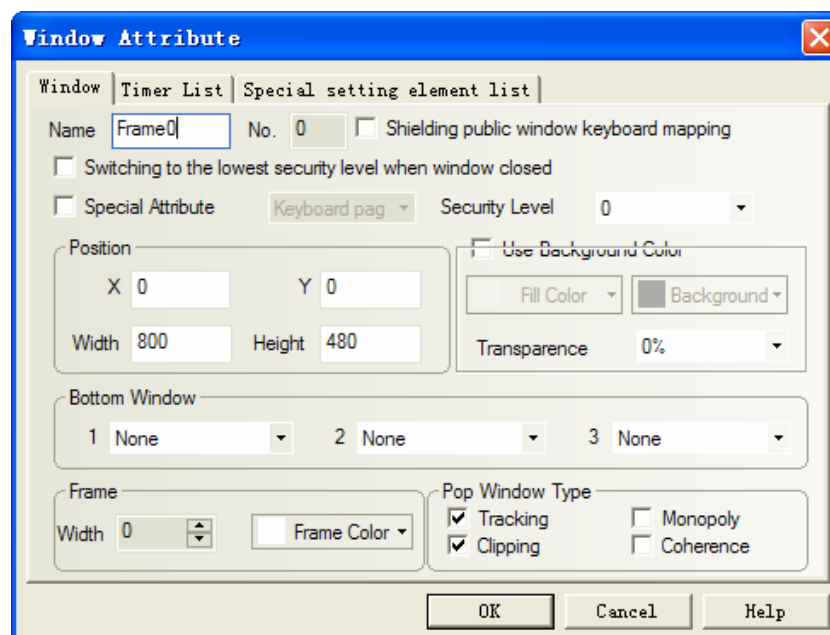 Window Attribute
Window Timer List Special setting element list
Name Frame0 No. 0 Shielding public window keyboard mapping
Switching to the lowest security level when window closed
Special Attribute Keyboard pag Security Level 0
Position Use Background Color
X 0 Y 0 Fill Color Background
Width 800 Height 480 Transparence 0%
Bottom Window
1 None 2 None 3 None
Frame Pop Window Type
Width 0 Frame Color Tracking Monopoly
Clipping Coherence
OK Cancel Help